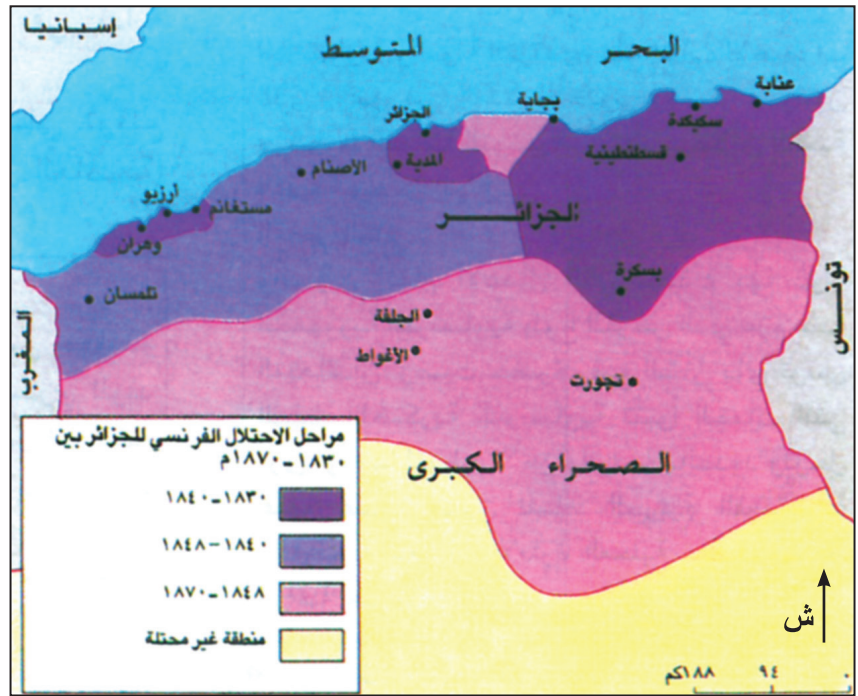 إسبانيا
البحر
المتوسط
عنابة
سكيكدة
بجاية
قسطنطينية
الجزائر
المدية
الأصنام
مستغانم
أرزيو
وهران
تلمسان
الجزائر
بسكرة
تونس
المغرب
الجلفة
الأغواط
تجورت
الصحراء الكبرى
مراحل الاحتلال الفرنسي للجزائر بين
١٨٣٠-١٨٧٠م
١٨٣٠-١٨٤٠
١٨٤٠-١٨٤٨
١٨٤٨-١٨٧٠
منطقة غير محتلة
ش
٠ ٩٤ ١٨٨كم